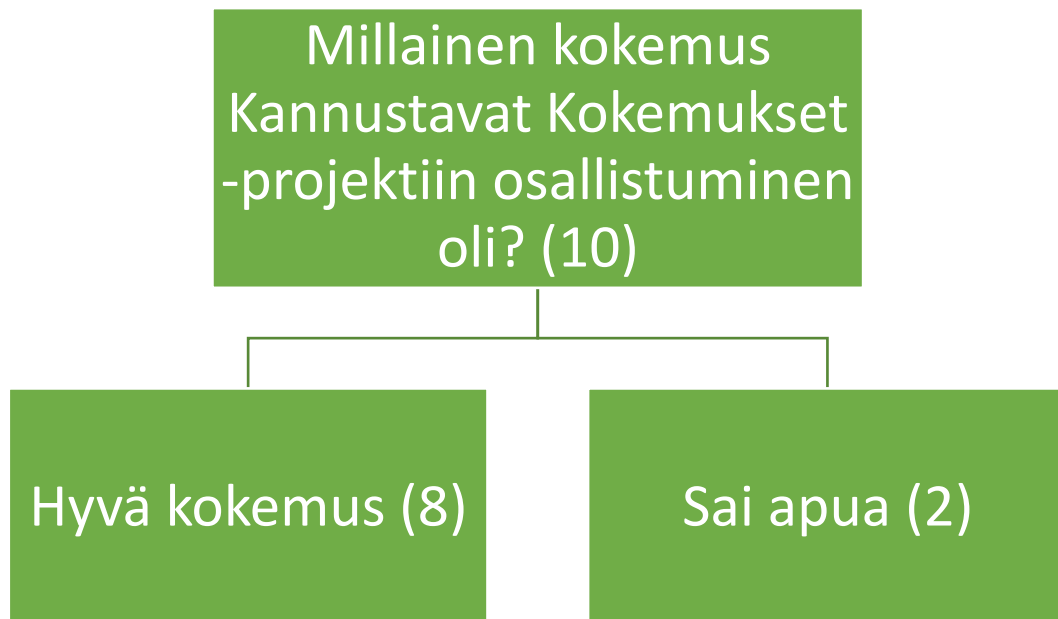 Millainen kokemus
Kannustavat Kokemukset
-projektiin osallistuminen
oli? (10)
Hyvä kokemus (8)
Sai apua (2)